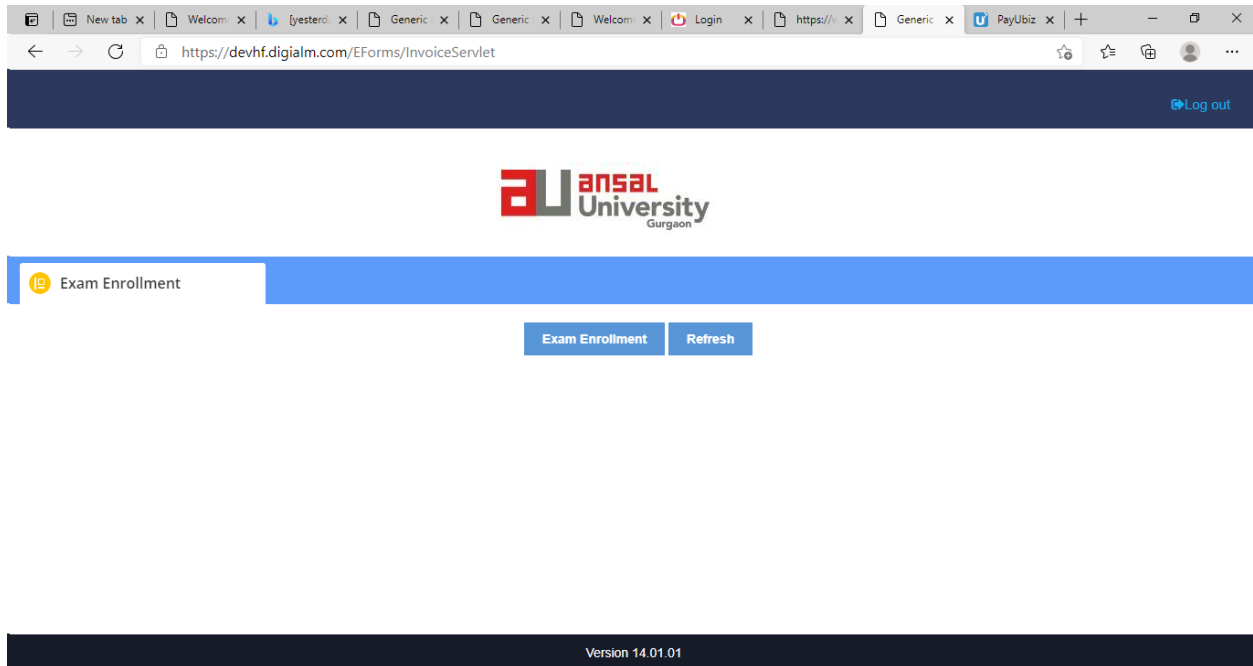 New tab Welcom [yesterd Generic Generic Welcom Login https://v Generic PayUbiz
https://devhf.digialm.com/EForms/InvoiceServlet
Log out
au ansal
University
Gurgaon
Exam Enrollment
Exam Enrollment Refresh
Version 14.01.01